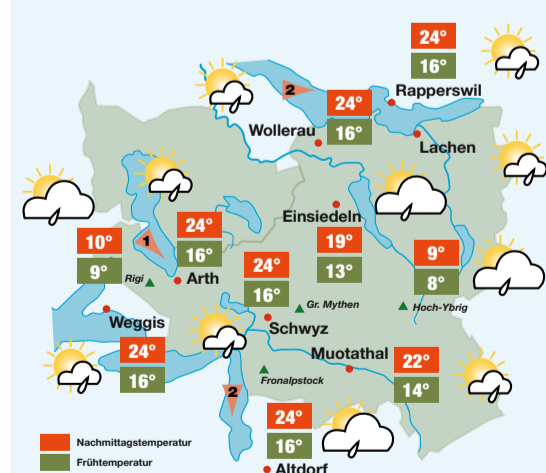 24°
16°
Rapperswil
2
24°
16°
Wollerau
Lachen
Einsiedeln
19°
13°
24°
16°
10°
9°
1
Rigi
Arth
24°
16°
9°
8°
Gr. Mythen
Hoch-Ybrig
Weggis
Schwyz
24°
16°
Muotathal
22°
14°
Fronalpstock
2
24°
16°
Altdorf
Nachmittagstemperatur
Frühtemperatur